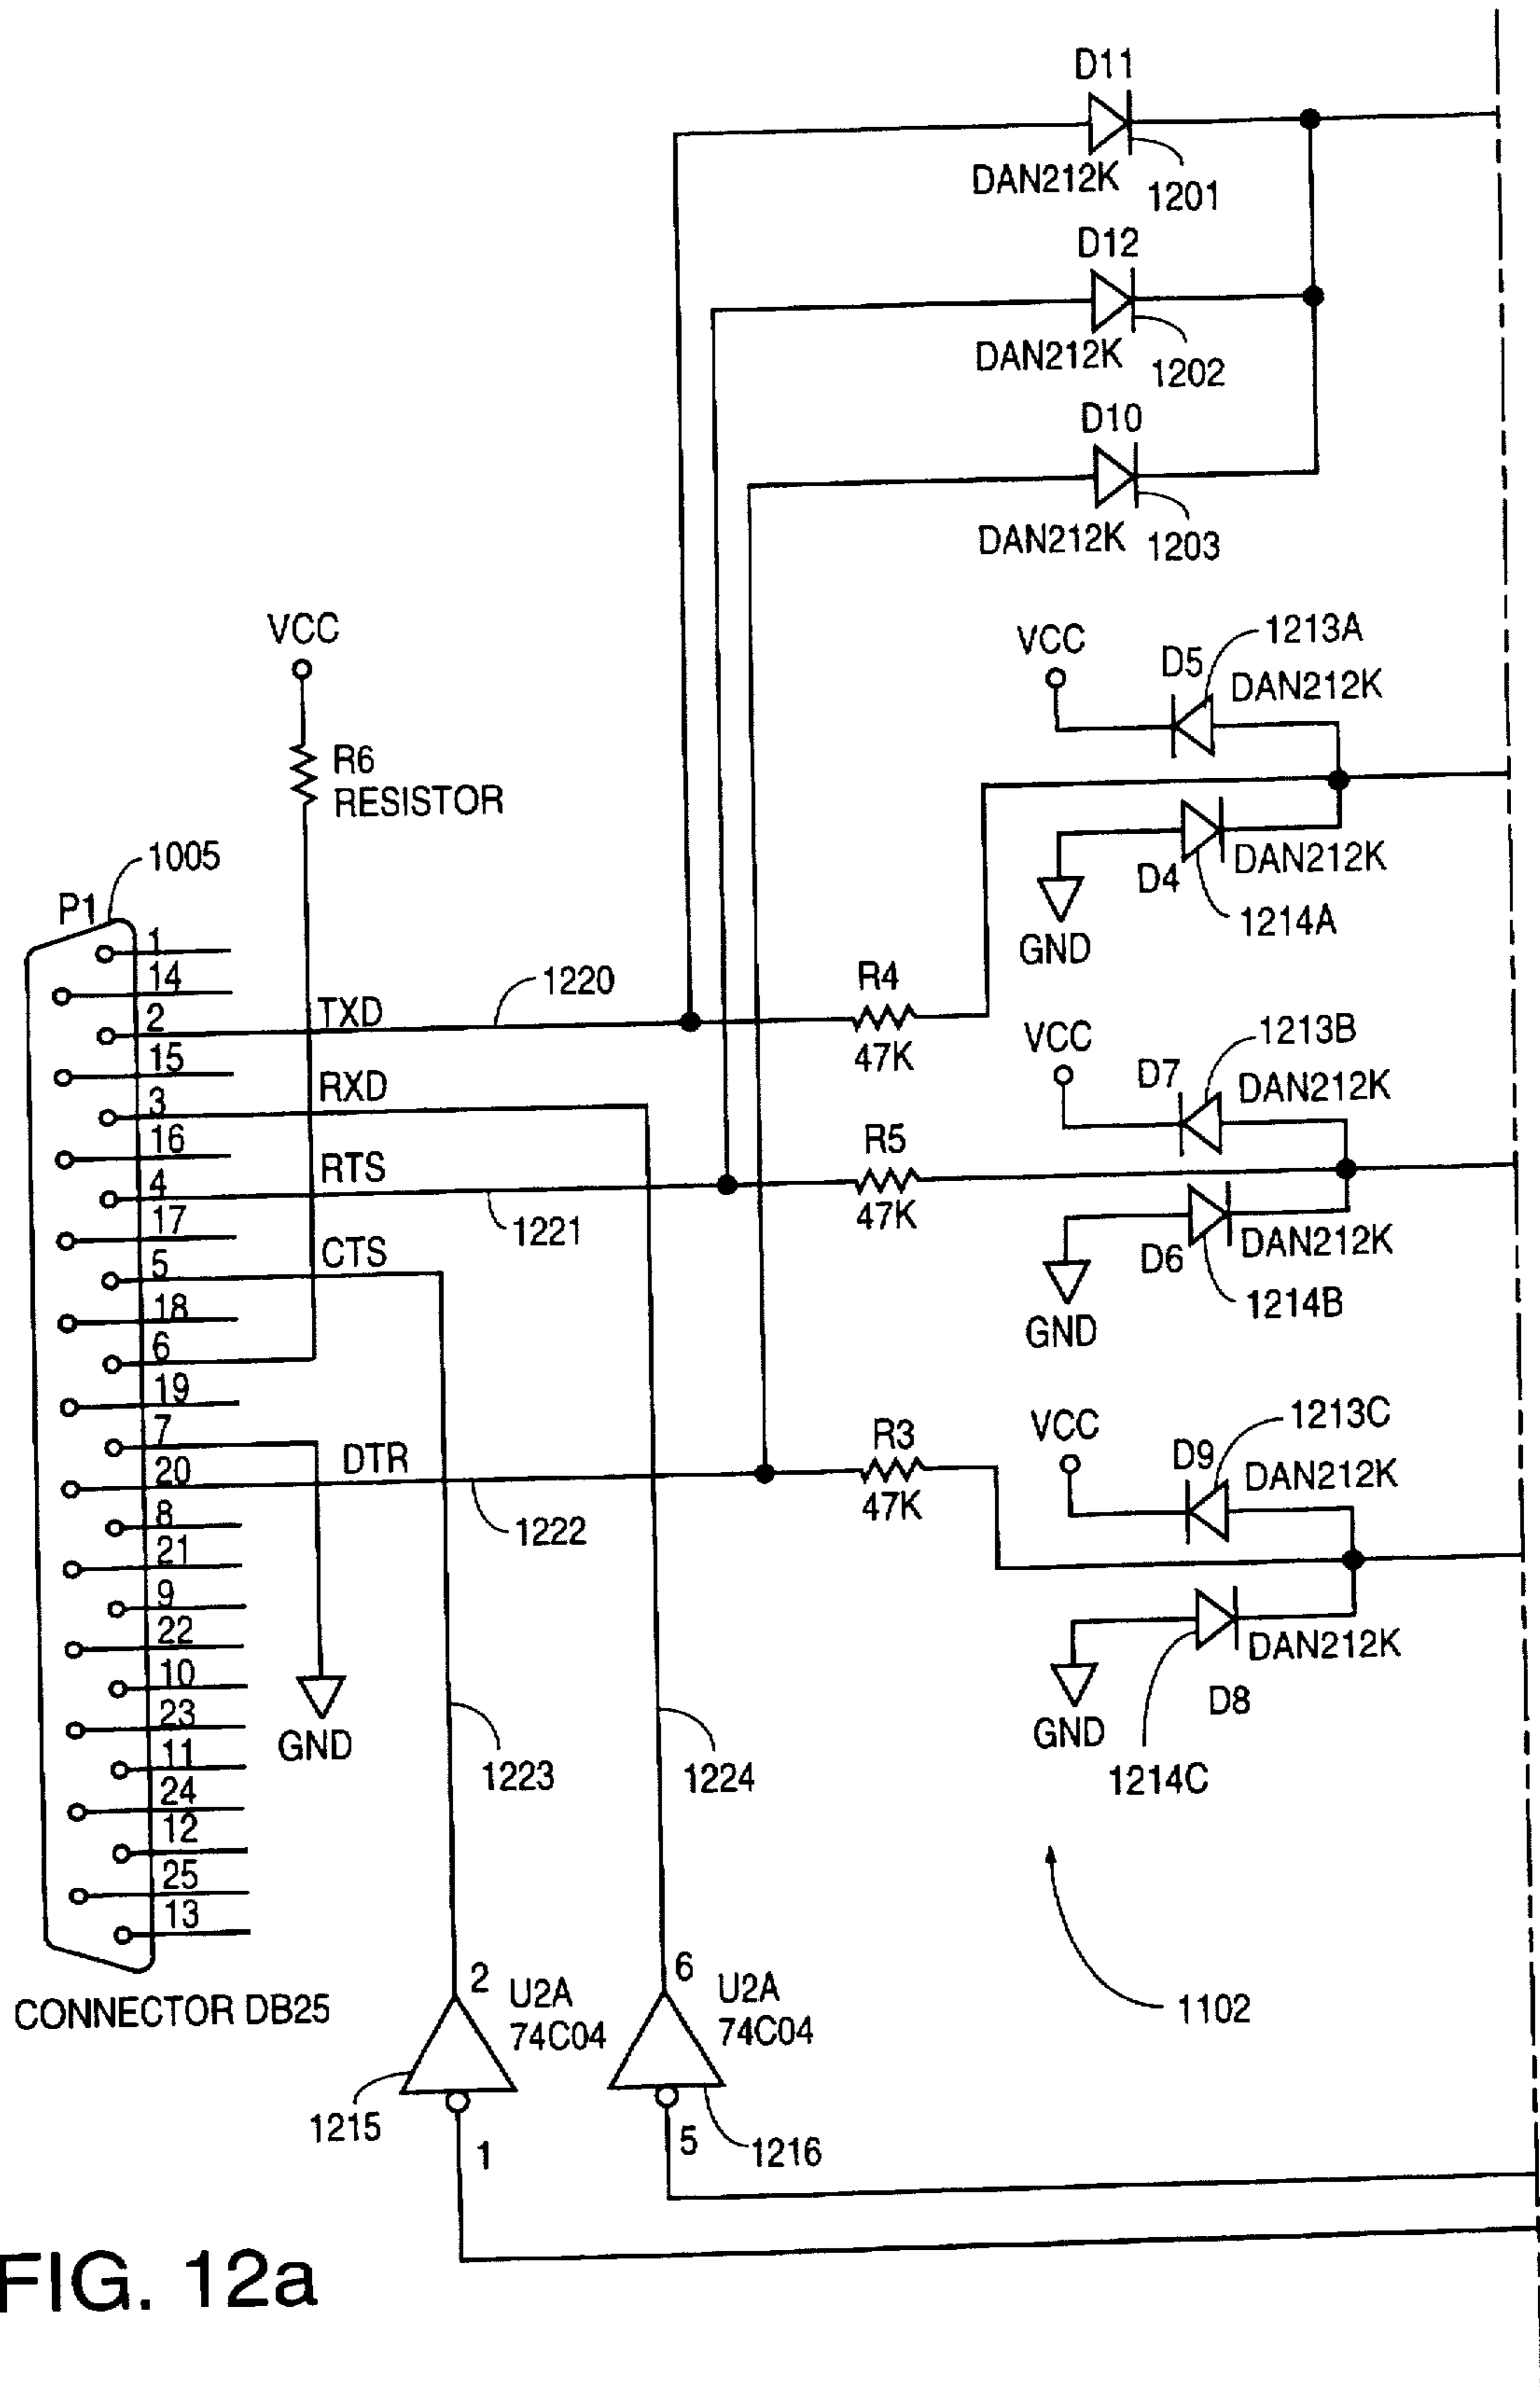 D11
DAN212K
1201
D12
DAN212K
1202
D10
DAN212K
1203
VCC
R6
RESISTOR
VCC
D5
1213A
DAN212K
D4
DAN212K
1214A
GND
1005
P1
1
14
2
TXD
1220
R4
47K
15
3
RXD
16
4
RTS
1221
R5
47K
VCC
D7
1213B
DAN212K
D6
DAN212K
1214B
GND
17
5
CTS
18
6
19
7
20
DTR
1222
R3
47K
VCC
D9
1213C
DAN212K
DAN212K
D8
GND
1214C
8
21
9
22
10
23
11
24
12
25
13
GND
1223
1224
CONNECTOR DB25
2
U2A
74C04
6
U2A
74C04
1102
1215
1
5
1216
FIG. 12a